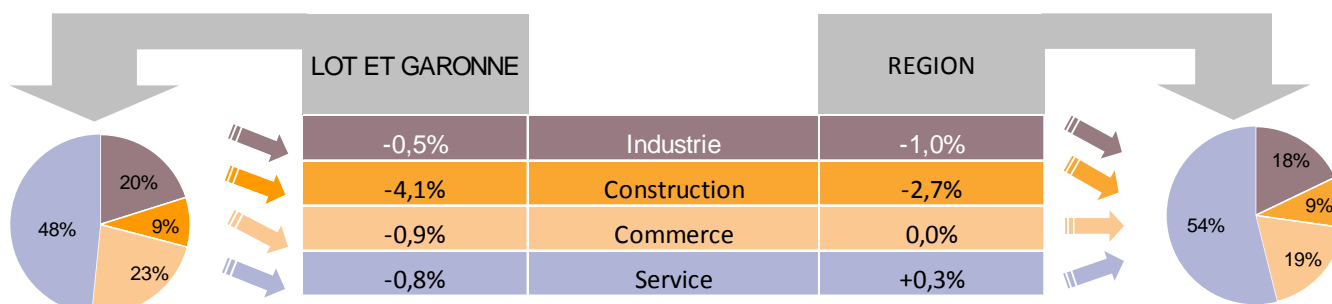 LOT ET GARONNE REGION
-0,5% Industrie -1,0%
-4,1% Construction -2,7%
-0,9% Commerce 0,0%
-0,8% Service +0,3%
20%
9%
23%
48%
18%
9%
19%
54%